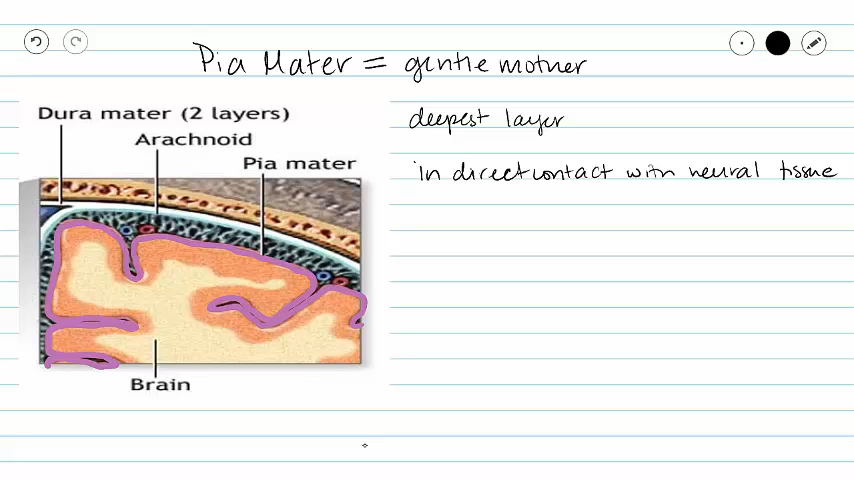 Pia Mater = gentle mother
deepest layer
in direct contact with neural tissue
Dura mater (2 layers)
Arachnoid
Pia mater
Brain